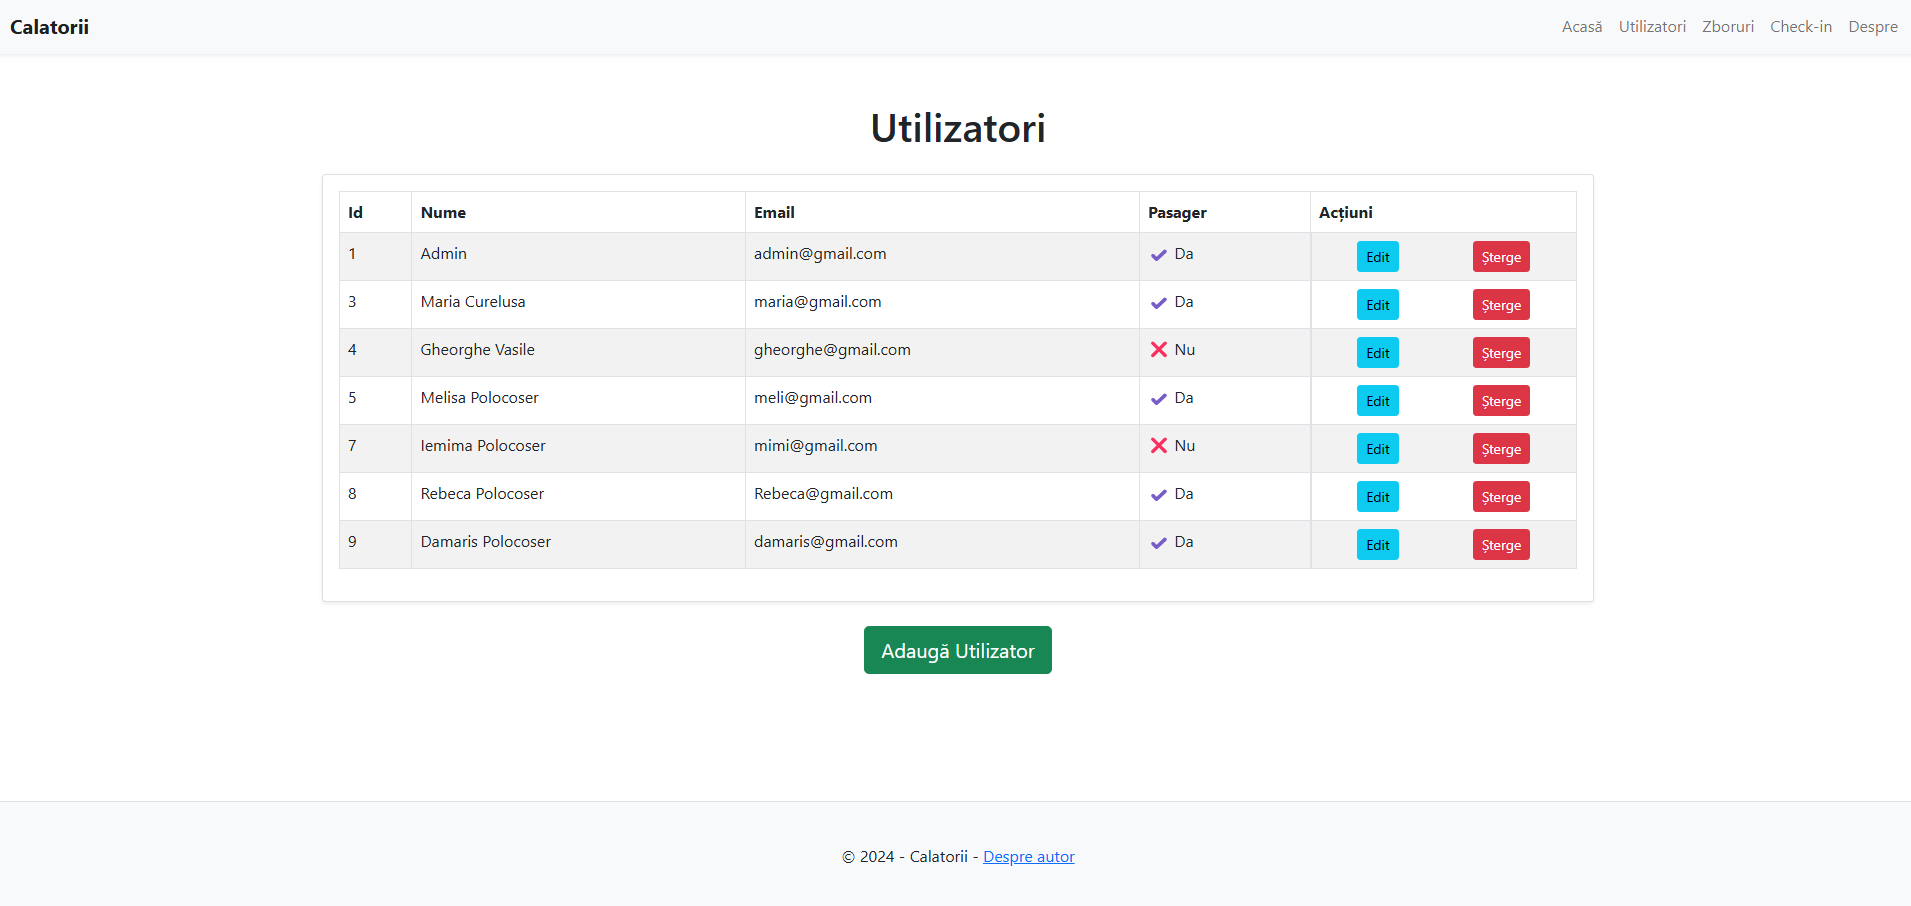 Calatorii Acasă Utilizatori Zboruri Check-in Despre
Utilizatori
Id Nume Email Pasager Acțiuni
1 Admin admin@gmail.com Da Edit Șterge
3 Maria Curelusa maria@gmail.com Da Edit Șterge
4 Gheorghe Vasile gheorghe@gmail.com Nu Edit Șterge
5 Melisa Polocoser meli@gmail.com Da Edit Șterge
7 Iemima Polocoser mimi@gmail.com Nu Edit Șterge
8 Rebeca Polocoser Rebeca@gmail.com Da Edit Șterge
9 Damaris Polocoser damaris@gmail.com Da Edit Șterge
Adaugă Utilizator
© 2024 - Calatorii - Despre autor